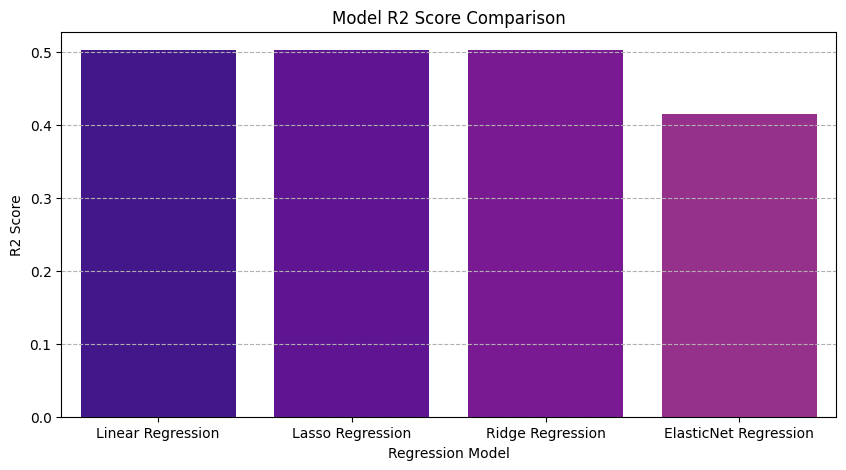 Model R2 Score Comparison
R2 Score
0.5
0.4
0.3
0.2
0.1
0.0
Linear Regression
Lasso Regression
Ridge Regression
ElasticNet Regression
Regression Model